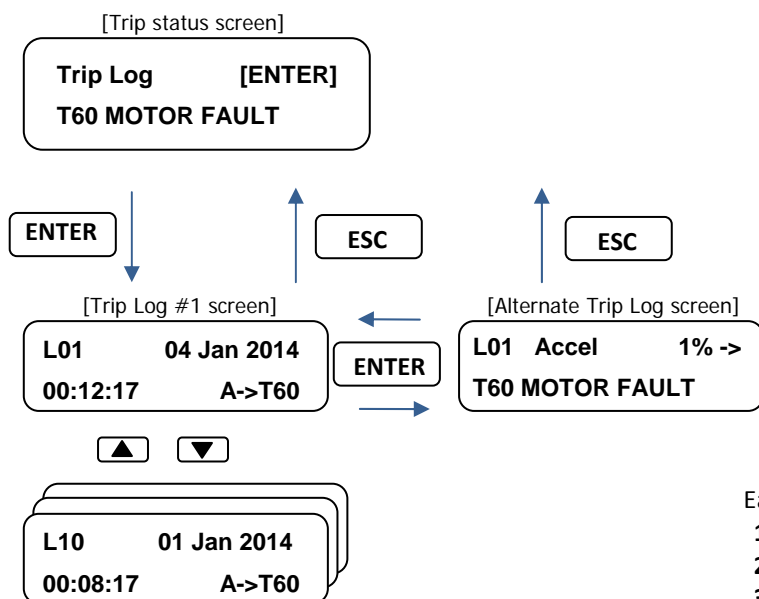 [Trip status screen]
Trip Log [ENTER]
T60 MOTOR FAULT
ENTER
ESC
ESC
[Trip Log #1 screen]
L01 04 Jan 2014
00:12:17 A->T60
ENTER
[Alternate Trip Log screen]
L01 Accel 1% ->
T60 MOTOR FAULT
L10 01 Jan 2014
00:08:17 A->T60
1
2